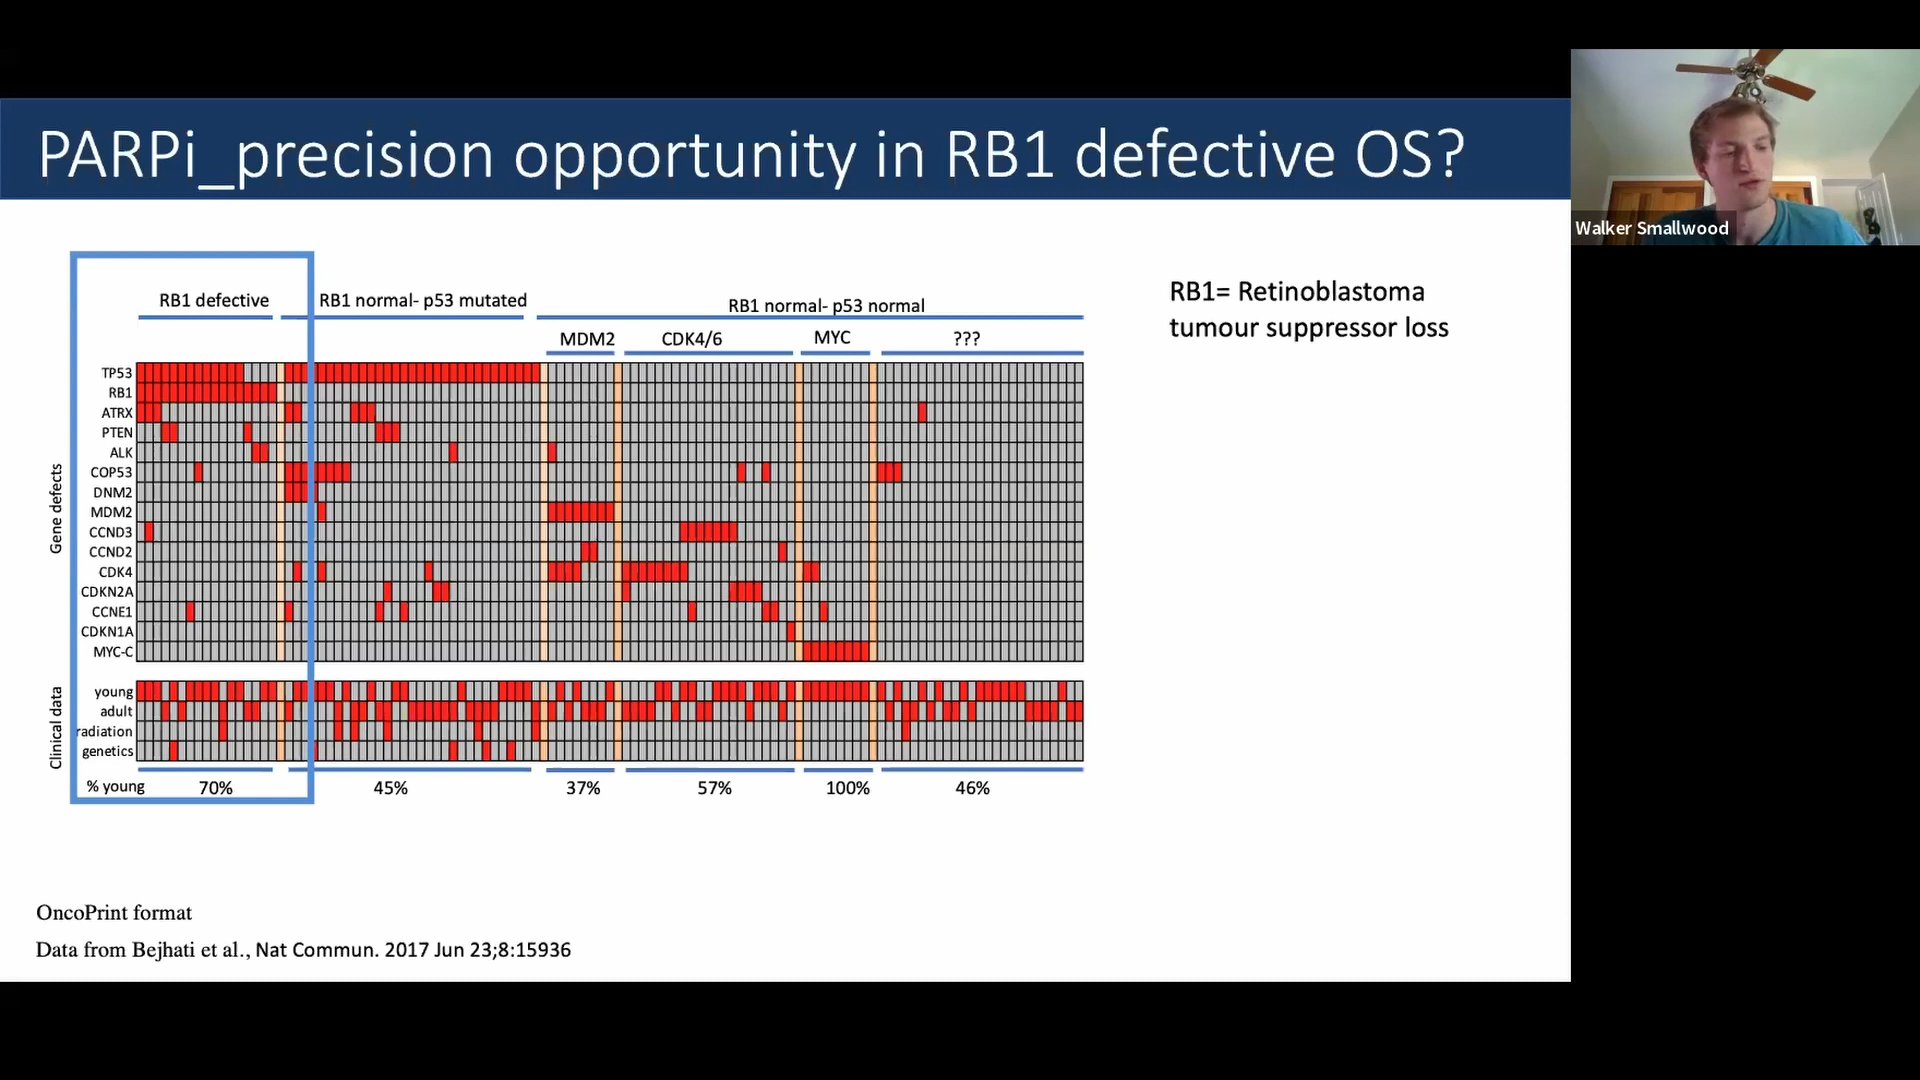 PARPi_precision opportunity in RB1 defective OS?
Walker Smallwood
RB1 defective
RB1 normal- p53 mutated
RB1 normal- p53 normal
MDM2
CDK4/6
MYC
???
RB1= Retinoblastoma
tumour suppressor loss
Gene defects
TP53
RB1
ATRX
PTEN
ALK
COP53
DNM2
MDM2
CCND3
CCND2
CDK4
CDKN2A
CCNE1
CDKN1A
MYC-C
Clinical data
young
adult
radiation
genetics
% young
70%
45%
37%
57%
100%
46%
OncoPrint format
Data from Bejhati et al., Nat Commun. 2017 Jun 23;8:15936